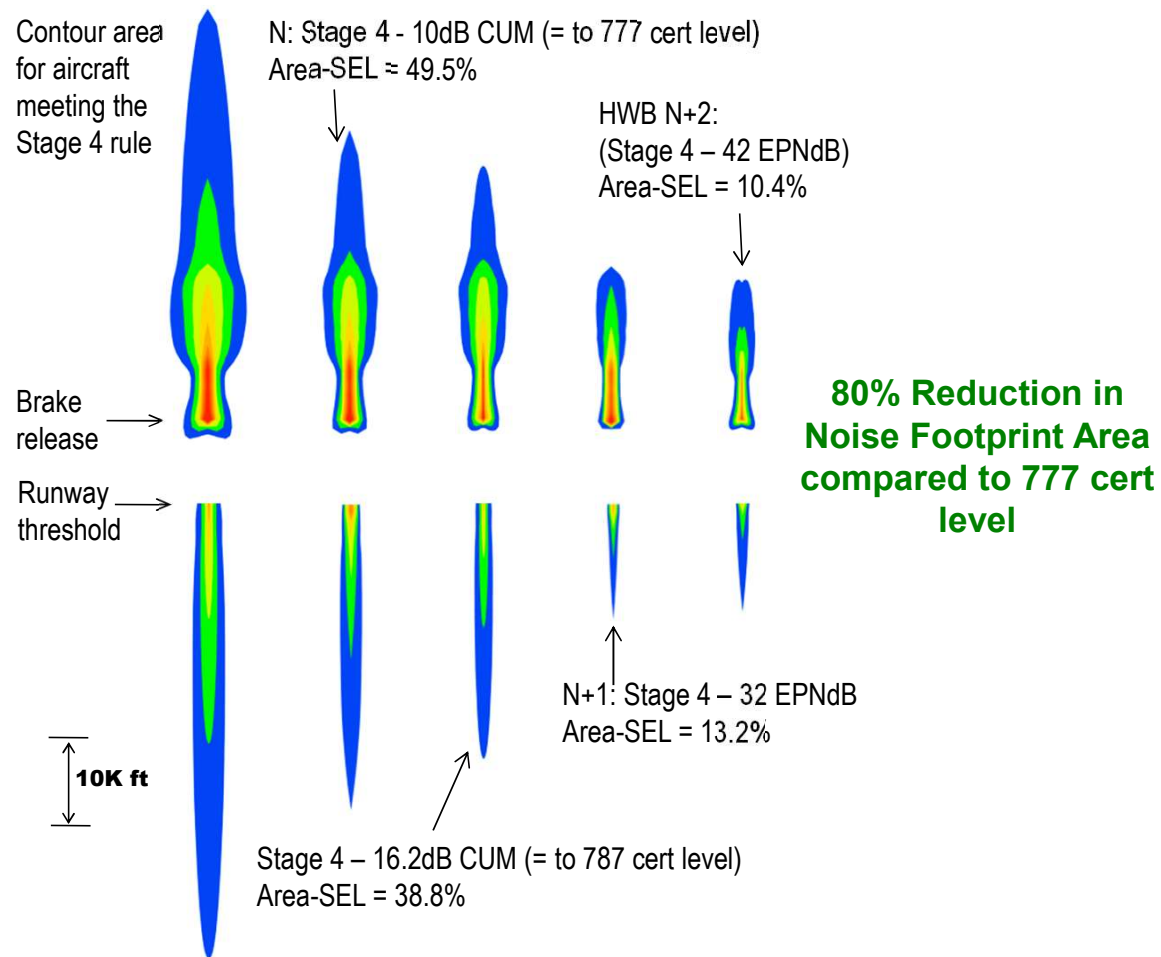 Contour area
for aircraft
meeting the
Stage 4 rule
N: Stage 4 - 10dB CUM (= to 777 cert level)
Area-SEL = 49.5%
HWB N+2:
(Stage 4 – 42 EPNdB)
Area-SEL = 10.4%
Brake
release
80% Reduction in
Noise Footprint Area
compared to 777 cert
level
Runway
threshold
N+1: Stage 4 – 32 EPNdB
Area-SEL = 13.2%
10K ft
Stage 4 – 16.2dB CUM (= to 787 cert level)
Area-SEL = 38.8%